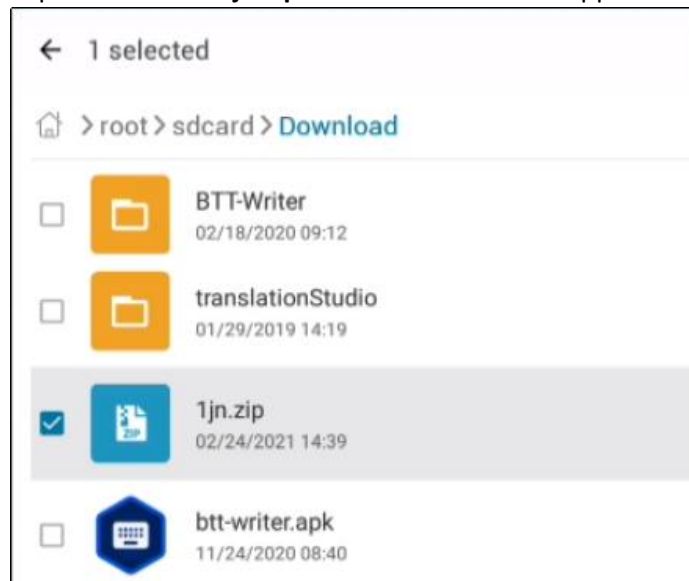 ← 1 selected
> root > sdcard > Download
BTT-Writer
02/18/2020 09:12
translationStudio
01/29/2019 14:19
1jn.zip
ZIP
02/24/2021 14:39
btt-writer.apk
11/24/2020 08:40